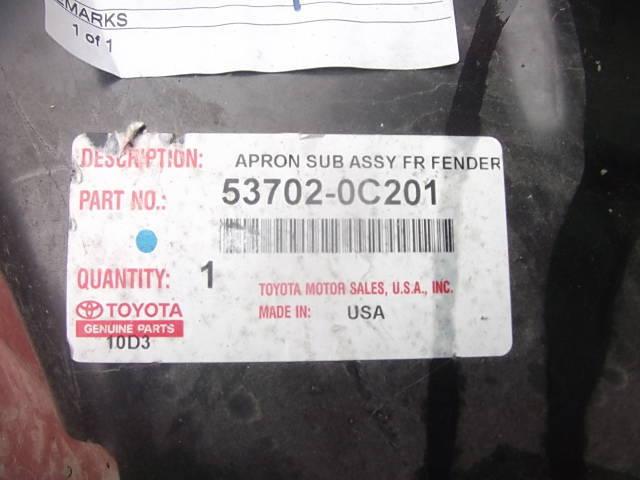 REMARKS
1 of 1
DESCRIPTION: APRON SUB ASSY FR FENDER
PART NO.: 53702-0C201
QUANTITY: 1
TOYOTA MOTOR SALES, U.S.A., INC.
TOYOTA
MADE IN: USA
GENUINE PARTS
10D3